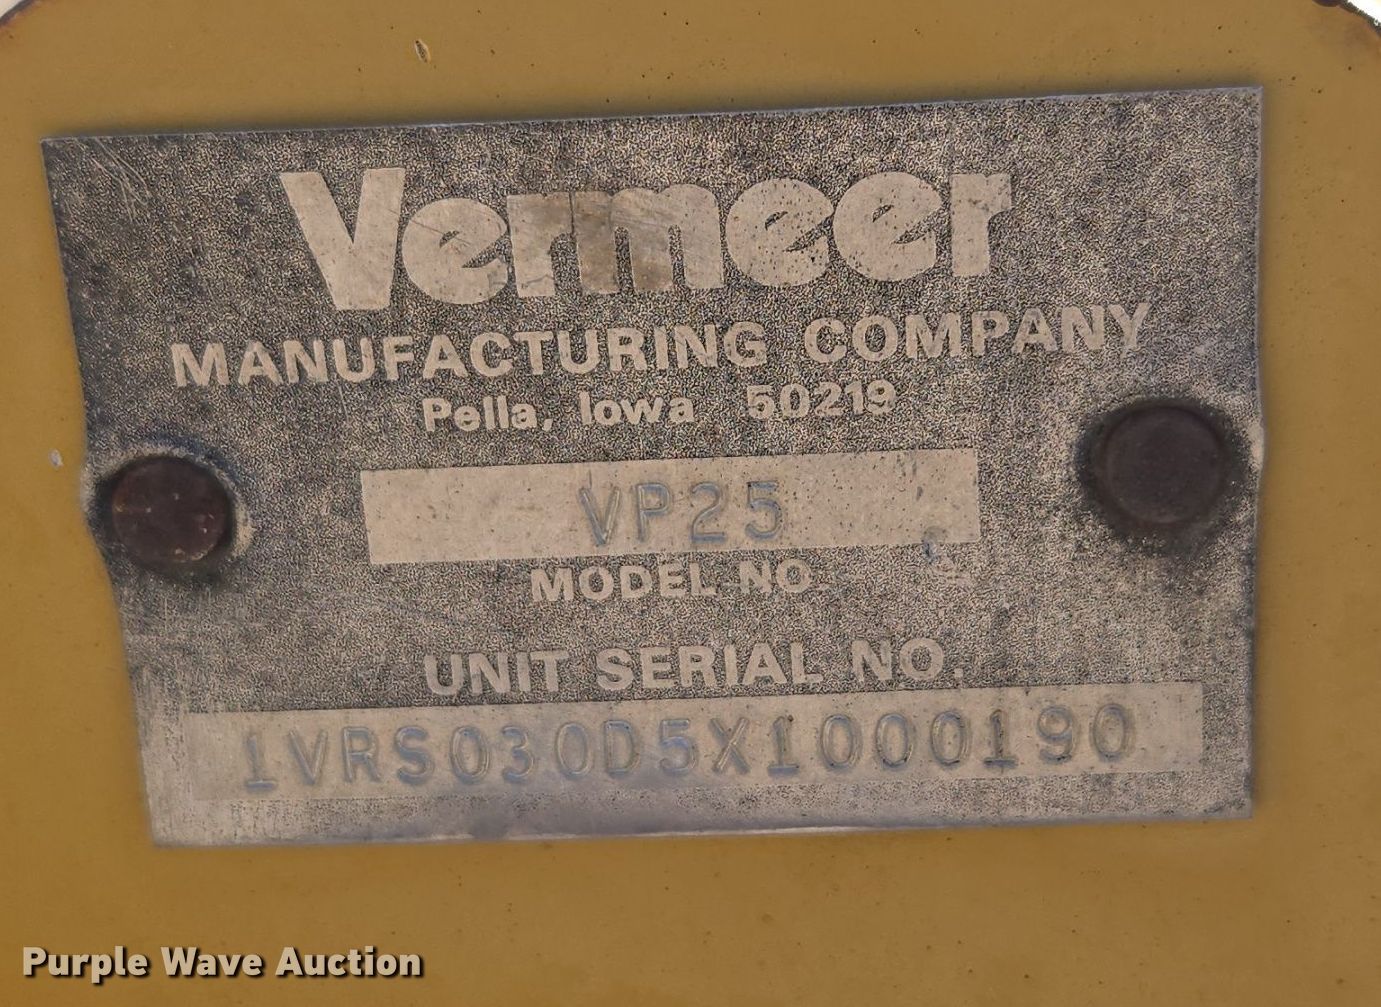 Vermeer
MANUFACTURING COMPANY
Pella, Iowa 50219
VP25
MODEL NO
UNIT SERIAL NO.
1VRS030D5X1000190
Purple Wave Auction